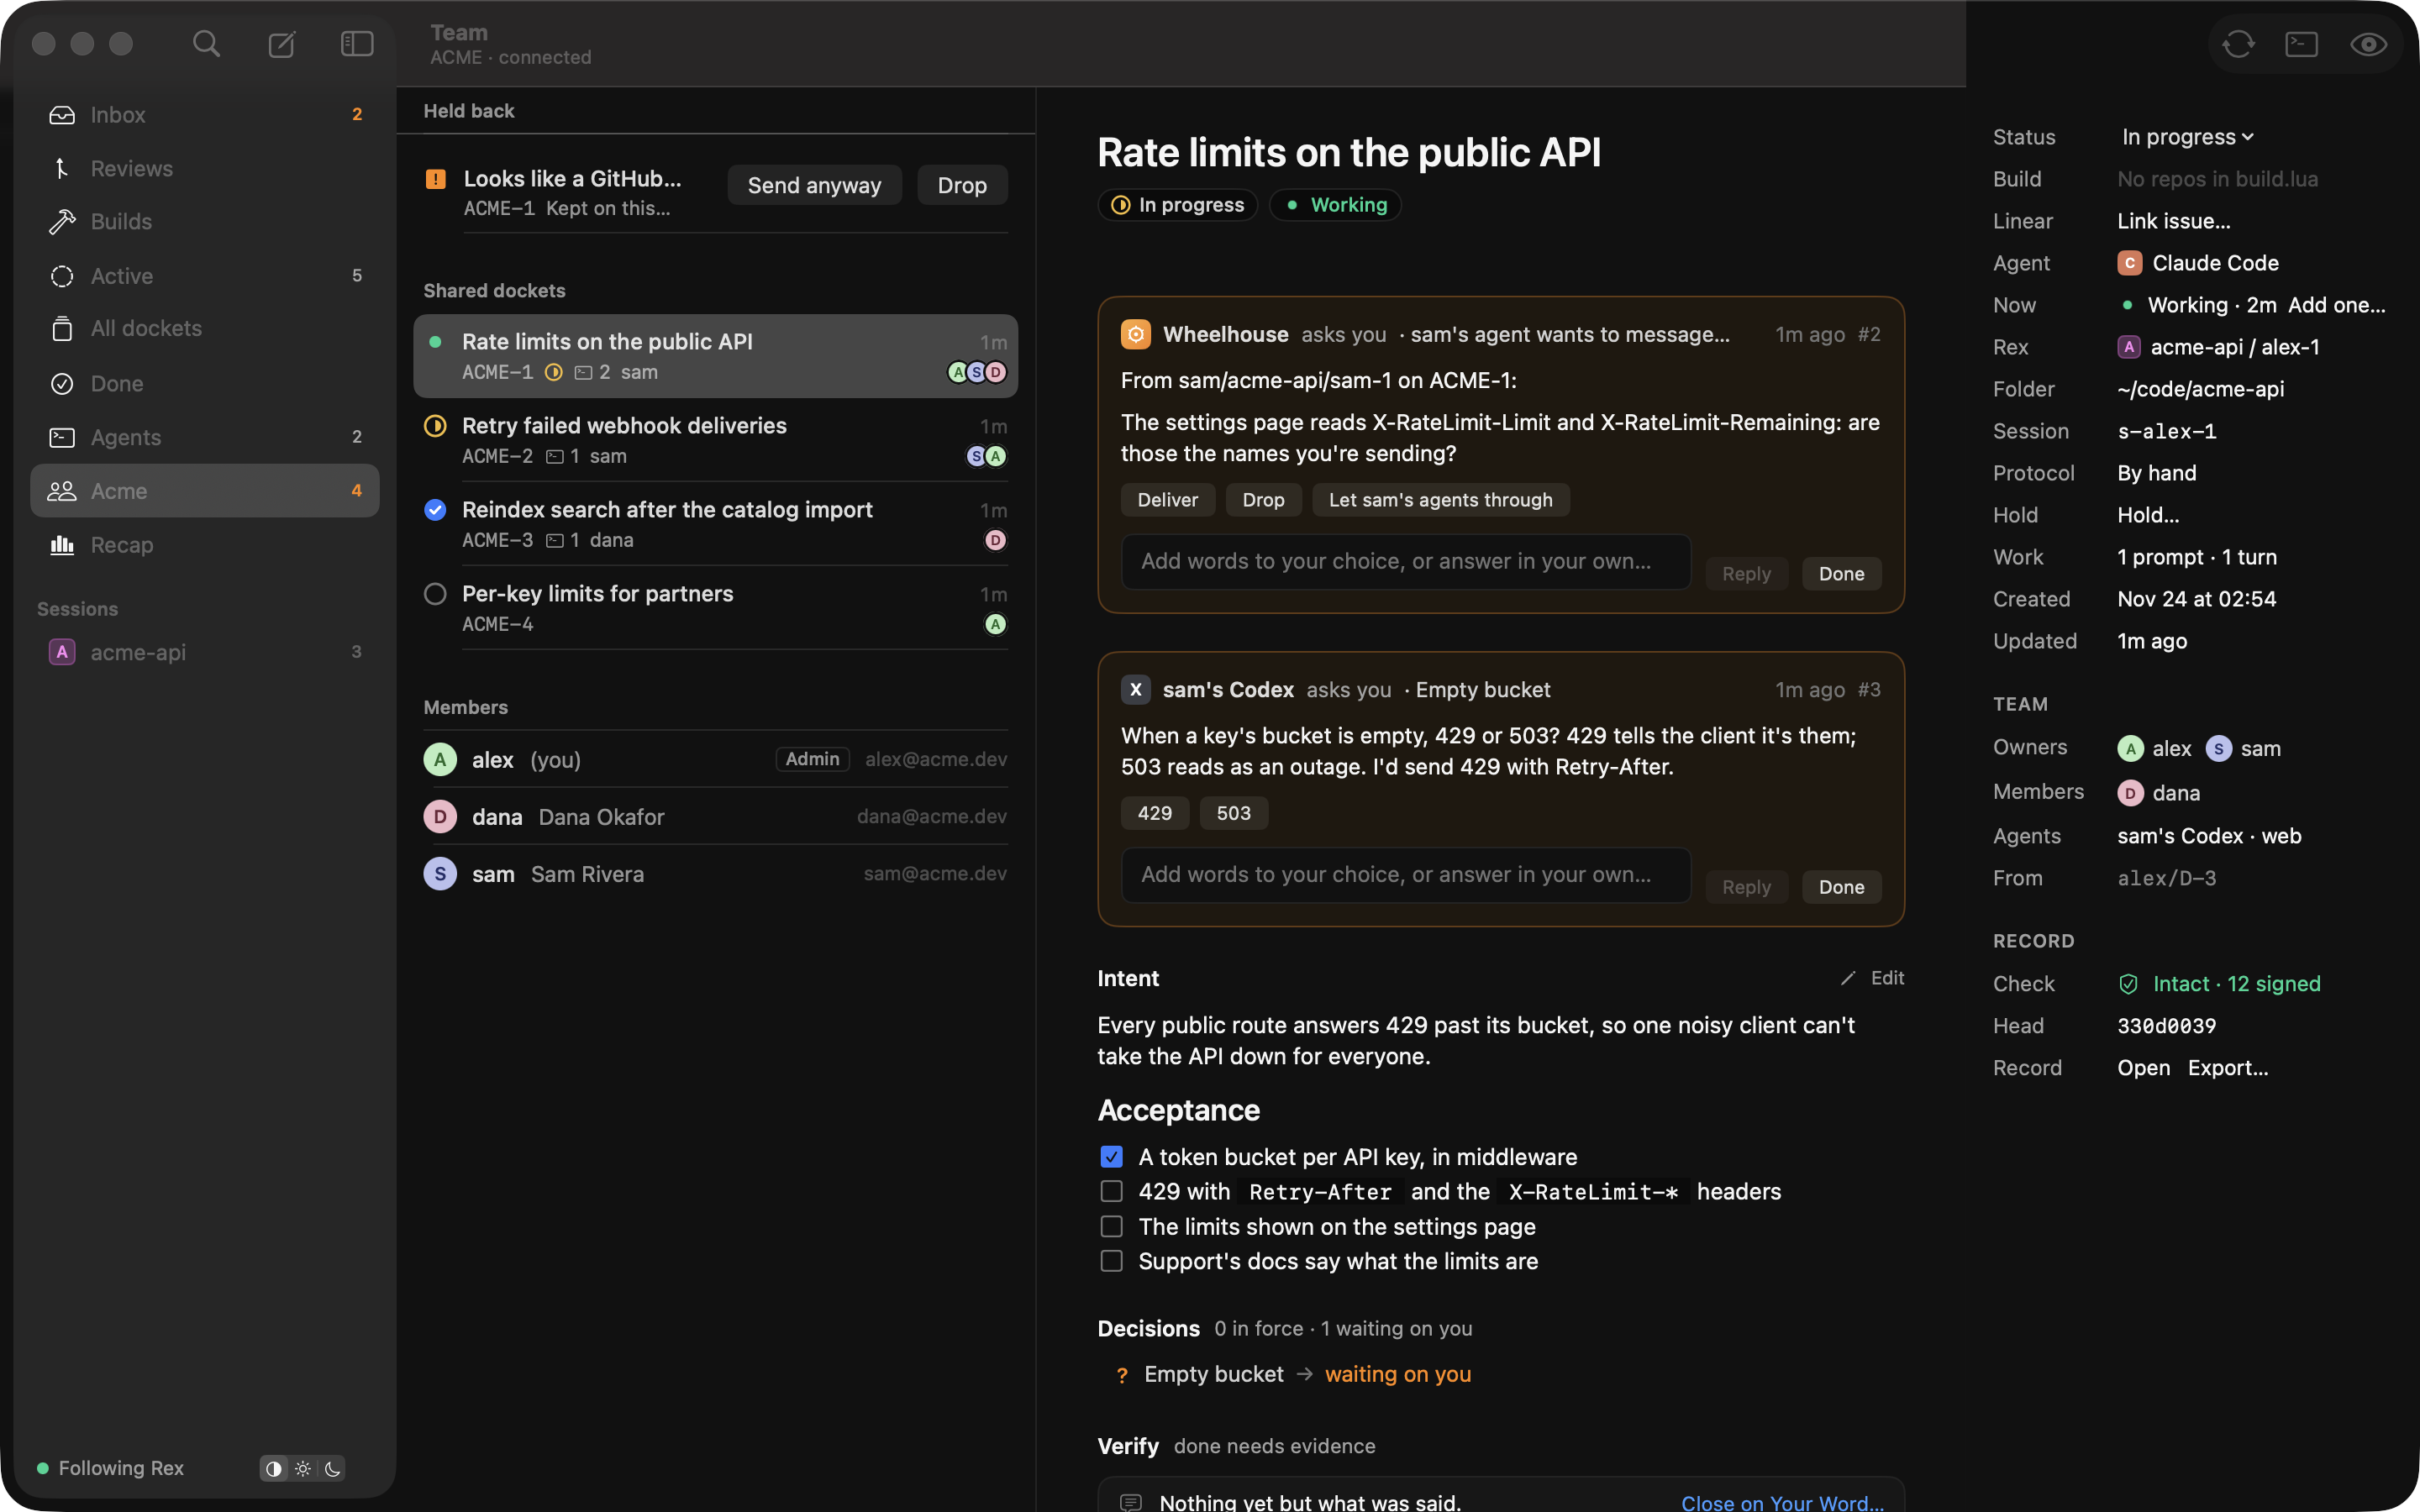 Team
ACME · connected
Inbox 2
Reviews
Builds
Active 5
All dockets
Done
Agents 2
Acme 4
Recap
Sessions
A acme-api 3
Following Rex
Held back
Looks like a GitHub...
ACME-1 Kept on this...
Send anyway
Drop
Shared dockets
Rate limits on the public API 1m
ACME-1 2 sam A S D
Retry failed webhook deliveries 1m
ACME-2 1 sam S A
Reindex search after the catalog import 1m
ACME-3 1 dana D
Per-key limits for partners 1m
ACME-4 A
Members
A alex (you) Admin alex@acme.dev
D dana Dana Okafor dana@acme.dev
S sam Sam Rivera sam@acme.dev
Rate limits on the public API
In progress Working
Wheelhouse asks you · sam's agent wants to message... 1m ago #2
From sam/acme-api/sam-1 on ACME-1:
The settings page reads X-RateLimit-Limit and X-RateLimit-Remaining: are
those the names you're sending?
Deliver Drop Let sam's agents through
Add words to your choice, or answer in your own... Reply Done
X sam's Codex asks you · Empty bucket 1m ago #3
When a key's bucket is empty, 429 or 503? 429 tells the client it's them;
503 reads as an outage. I'd send 429 with Retry-After.
429 503
Add words to your choice, or answer in your own... Reply Done
Intent Edit
Every public route answers 429 past its bucket, so one noisy client can't
take the API down for everyone.
Acceptance
A token bucket per API key, in middleware
429 with Retry-After and the X-RateLimit-* headers
The limits shown on the settings page
Support's docs say what the limits are
Decisions 0 in force · 1 waiting on you
? Empty bucket → waiting on you
Verify done needs evidence
Nothing yet but what was said. Close on Your Word...
Status In progress
Build No repos in build.lua
Linear Link issue...
Agent C Claude Code
Now Working · 2m Add one...
Rex A acme-api / alex-1
Folder ~/code/acme-api
Session s-alex-1
Protocol By hand
Hold Hold...
Work 1 prompt · 1 turn
Created Nov 24 at 02:54
Updated 1m ago
TEAM
Owners A alex S sam
Members D dana
Agents sam's Codex · web
From alex/D-3
RECORD
Check Intact · 12 signed
Head 330d0039
Record Open Export...